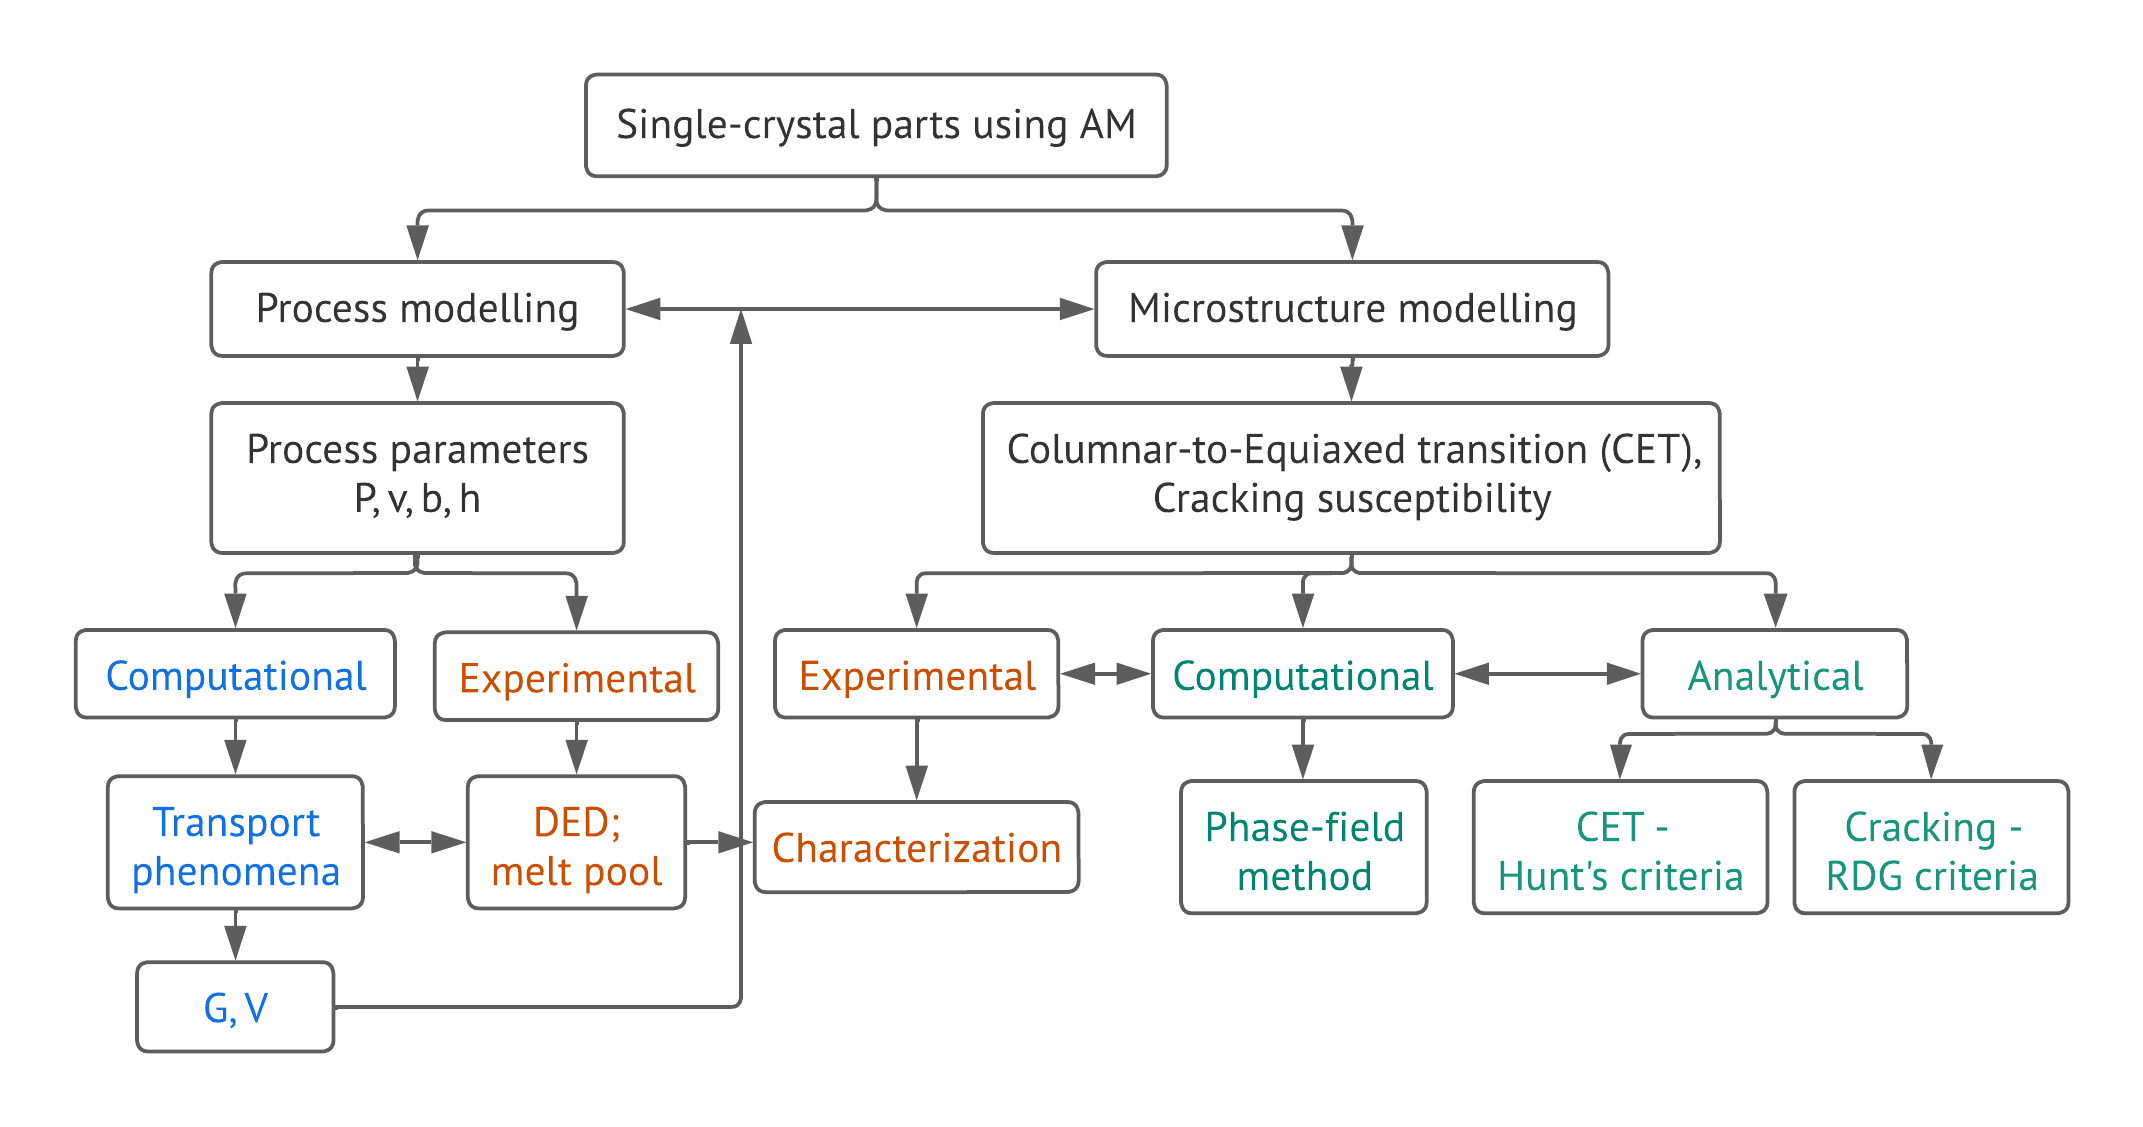 Single-crystal parts using AM
Process modelling
Microstructure modelling
Process parameters
P, v, b, h
Columnar-to-Equiaxed transition (CET),
Cracking susceptibility
Computational
Experimental
Experimental
Computational
Analytical
Transport
phenomena
DED;
melt pool
Characterization
Phase-field
method
CET -
Hunt's criteria
Cracking -
RDG criteria
G, V